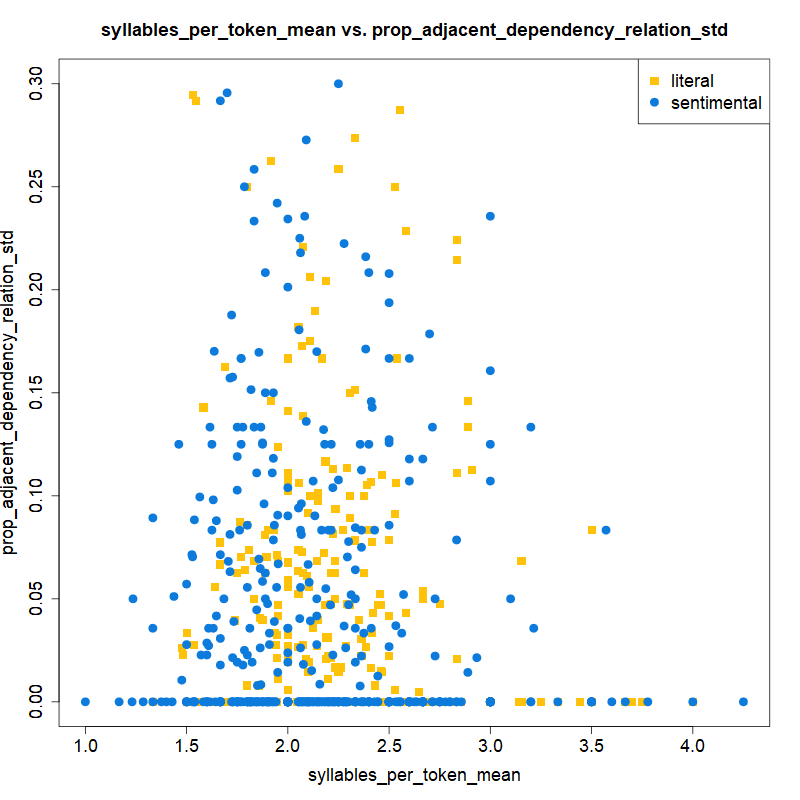 syllables_per_token_mean vs. prop_adjacent_dependency_relation_std
literal
sentimental
prop_adjacent_dependency_relation_std
0.30
0.25
0.20
0.15
0.10
0.05
0.00
1.0 1.5 2.0 2.5 3.0 3.5 4.0
syllables_per_token_mean